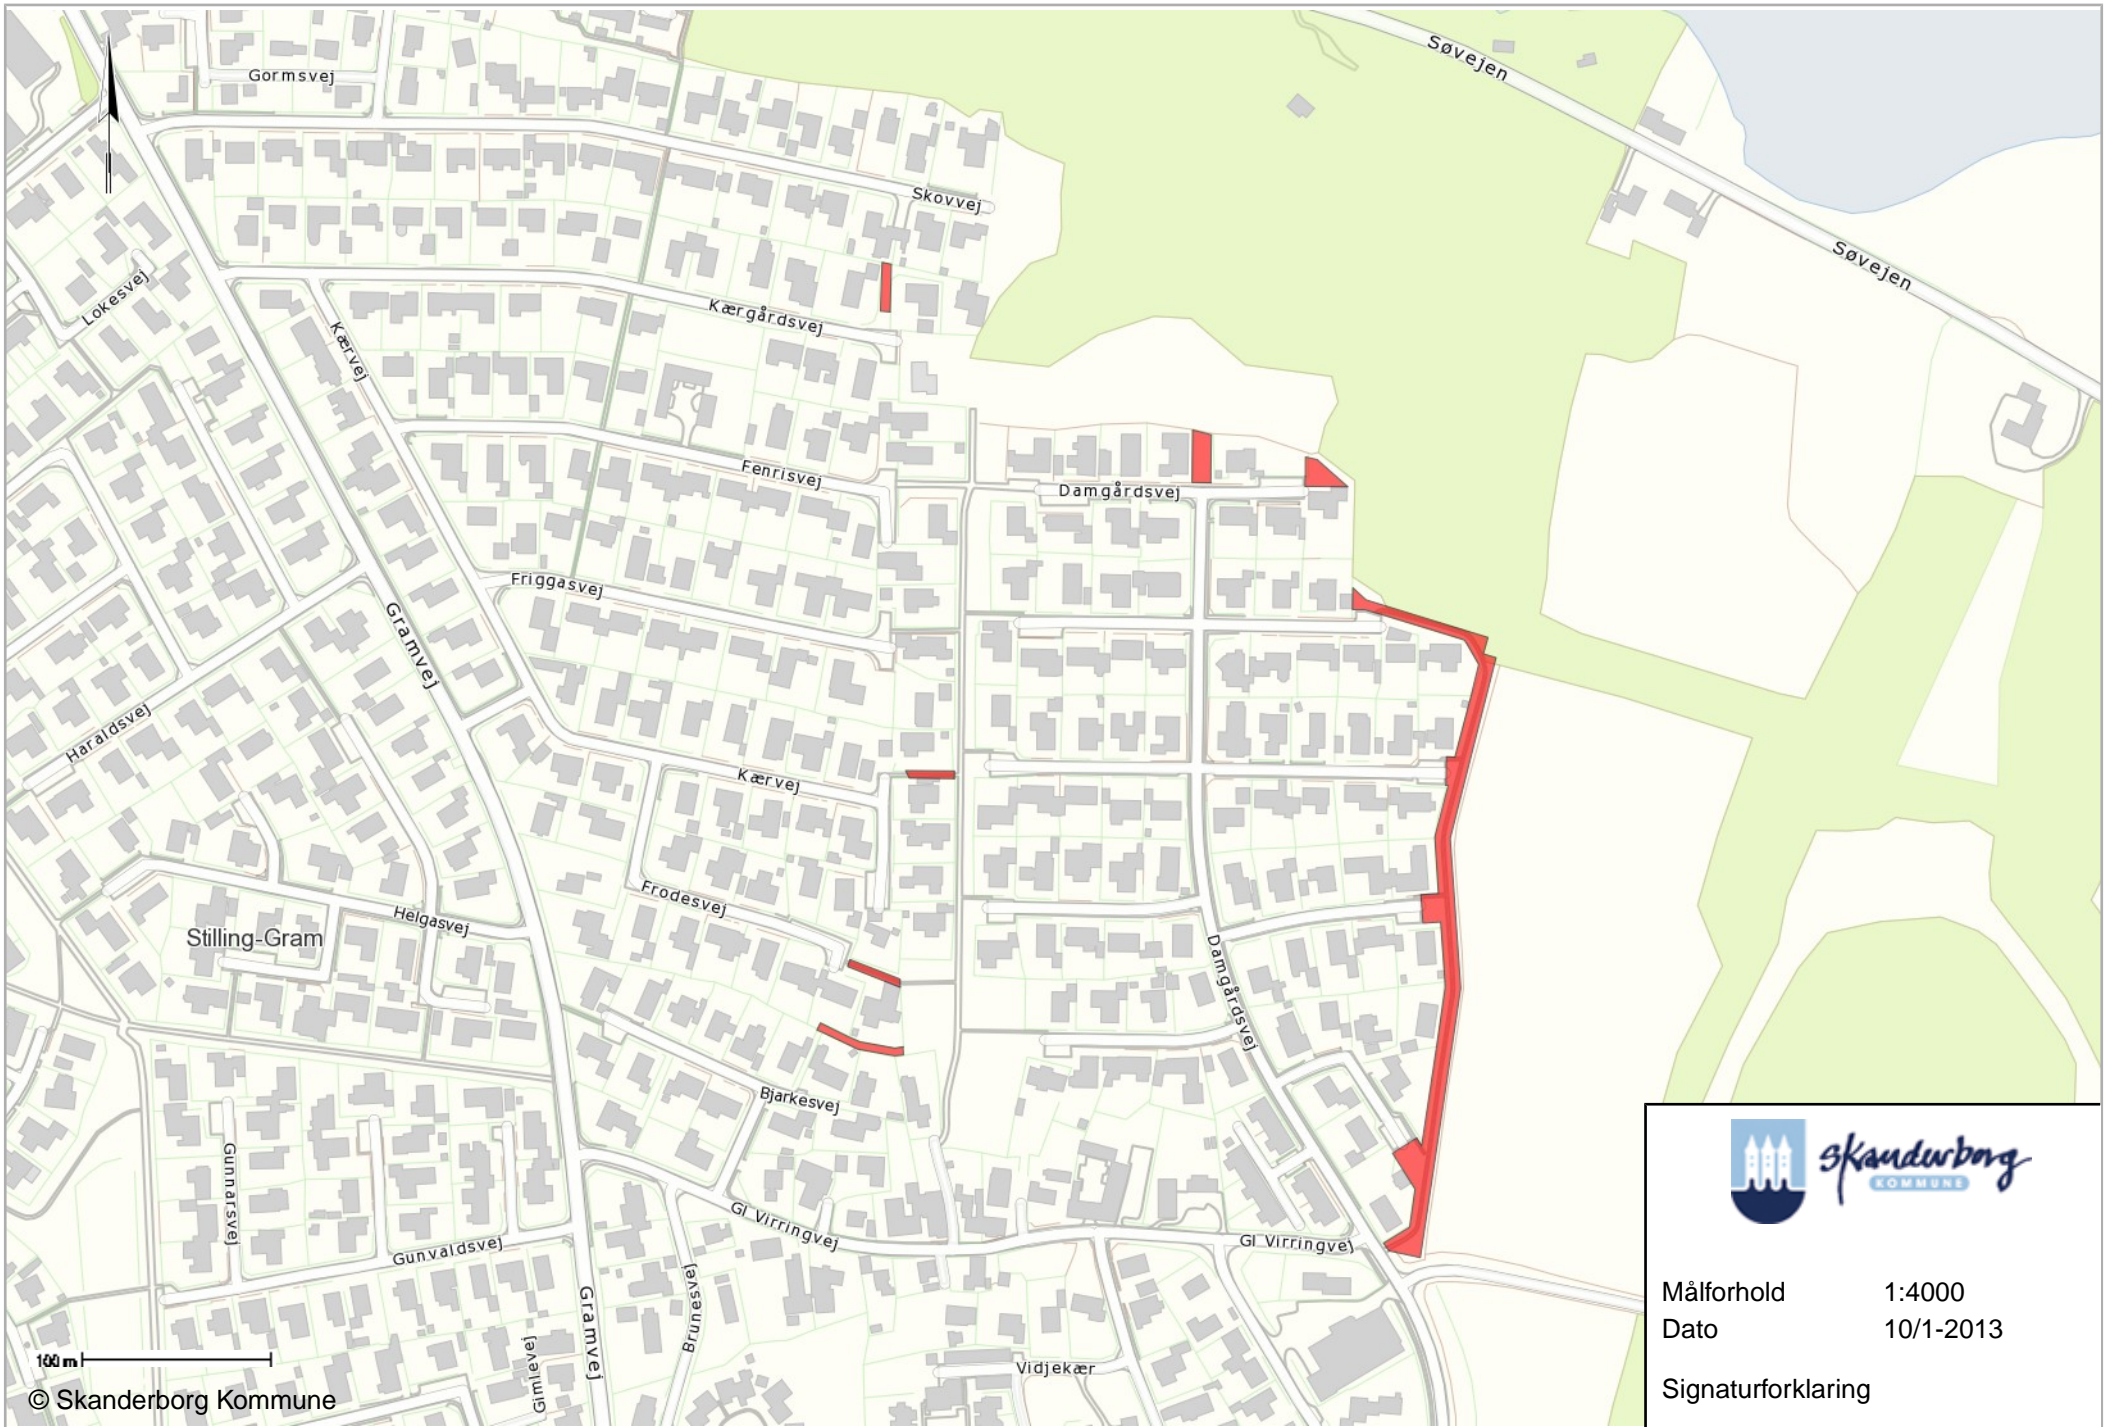 Søvejen
Gormsvej
Skovvej
Søvejen
Lokesvej
Kærgårdsvej
Kærvej
Fenrisvej
Damgårdsvej
Friggasvej
Gramvej
Haraldsvej
Kærvej
Frodesvej
Helgasvej
Stilling-Gram
Damgårdsvej
Bjarkesvej
Gunnarsvej
Gl Virringvej
Gl Virringvej
Gunvaldsvej
Brunesvej
Gramvej
Gimlevej
Vidjekær
100 m
© Skanderborg Kommune
Skanderborg
KOMMUNE
Målforhold 1:4000
Dato 10/1-2013
Signaturforklaring